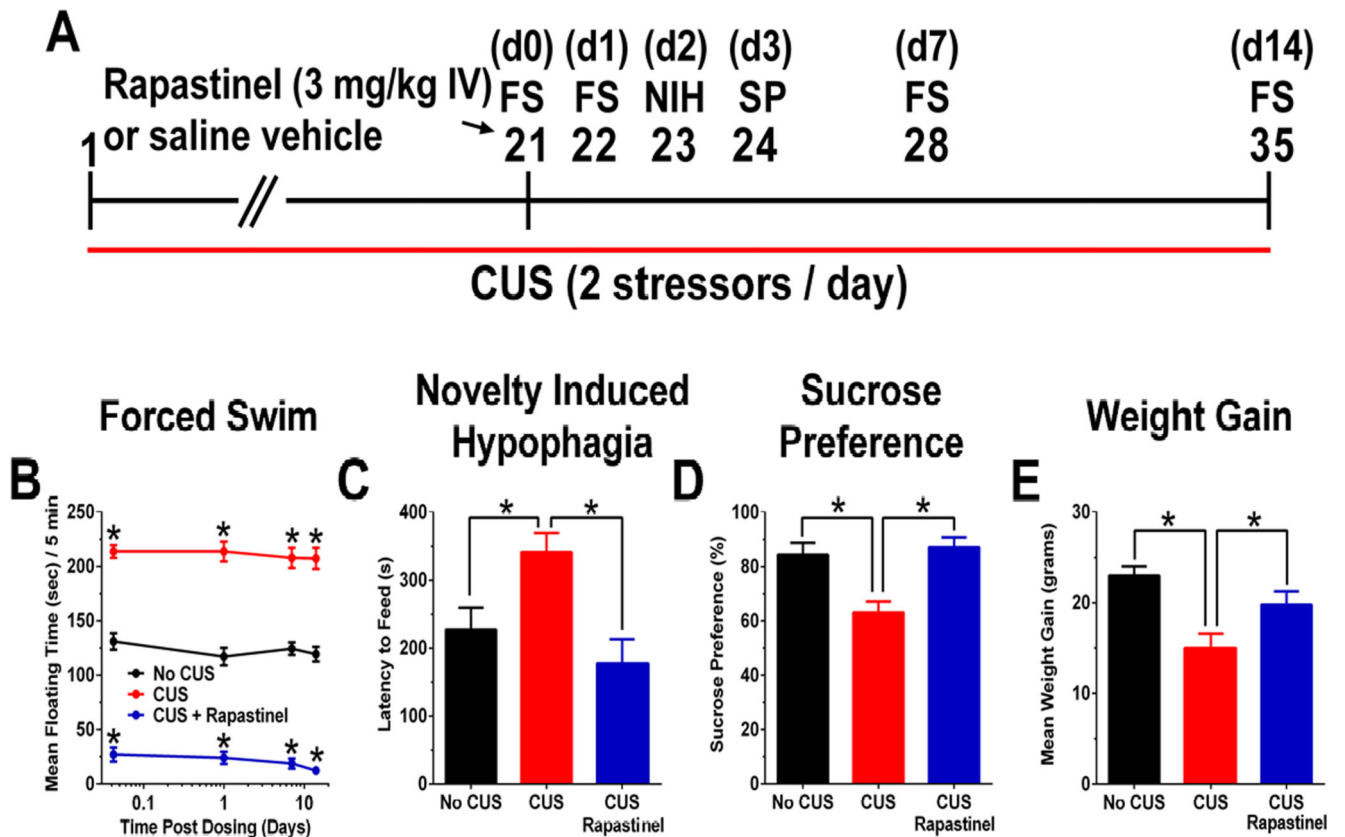 A
Rapastinel (3 mg/kg IV)
or saline vehicle
(d0) (d1) (d2) (d3) (d7) (d14)
FS FS NIH SP FS FS
1 21 22 23 24 28 35
CUS (2 stressors / day)
Forced Swim
B
Mean Floating Time (sec) / 5 min
250
200
150
100
50
0
* * * *
No CUS
CUS
CUS + Rapastinel
* * * *
0.1 1 10
Time Post Dosing (Days)
Novelty Induced
Hypophagia
C
Latency to Feed (s)
400
300
200
100
0
* *
No CUS CUS CUS
Rapastinel
Sucrose
Preference
D
Sucrose Preference (%)
100
80
60
40
20
0
* *
No CUS CUS CUS
Rapastinel
Weight Gain
E
Mean Weight Gain (grams)
30
20
10
0
* *
No CUS CUS CUS
Rapastinel